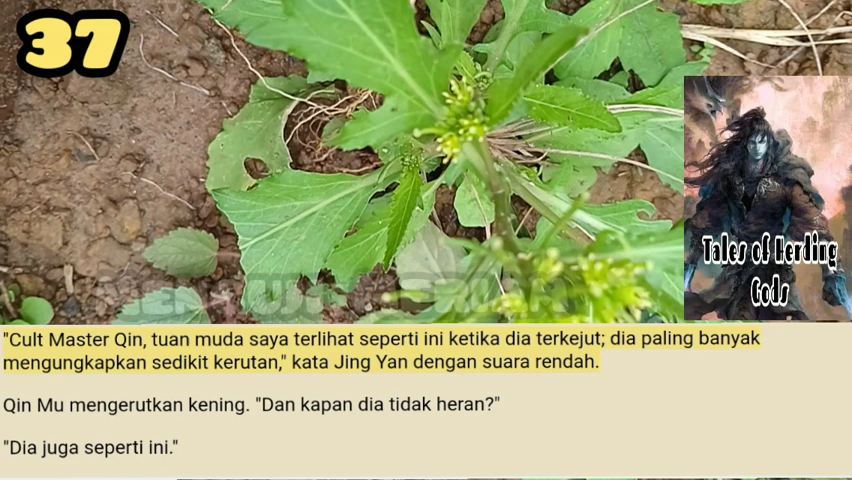 37
Tales of Herding
Gods
"Cult Master Qin, tuan muda saya terlihat seperti ini ketika dia terkejut; dia paling banyak
mengungkapkan sedikit kerutan," kata Jing Yan dengan suara rendah.
Qin Mu mengerutkan kening. "Dan kapan dia tidak heran?"
"Dia juga seperti ini."